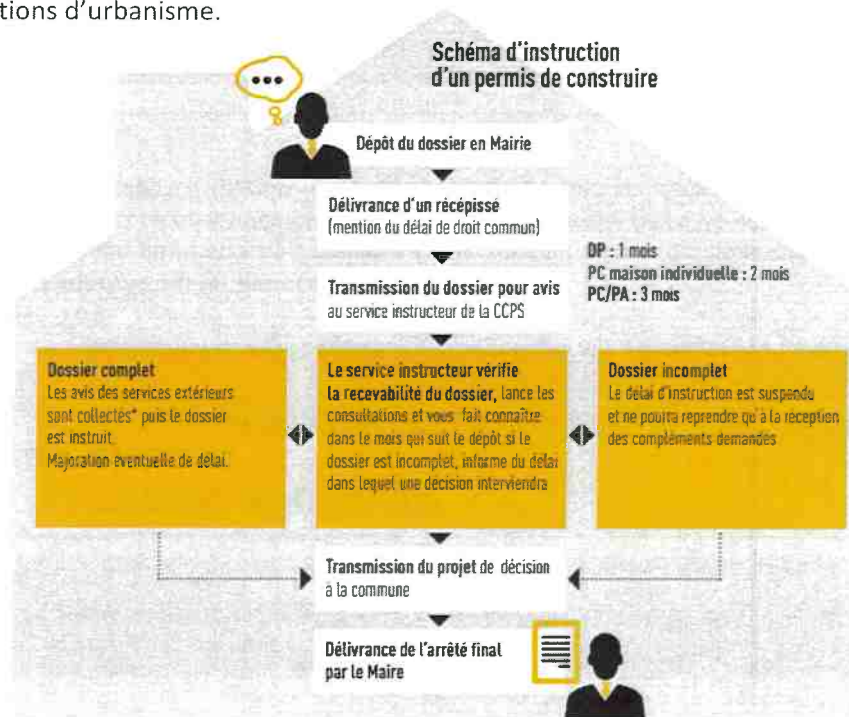 tions d'urbanisme.
Schéma d'instruction
d'un permis de construire
Dépôt du dossier en Mairie
Délivrance d'un récépissé
(mention du délai de droit commun)
DP : 1 mois
PC maison individuelle : 2 mois
PC/PA : 3 mois
Transmission du dossier pour avis
au service instructeur de la CCPS
Dossier complet
Les avis des services extérieurs
sont collectés* puis le dossier
est instruit.
Majoration éventuelle de délai.
Le service instructeur vérifie
la recevabilité du dossier, lance les
consultations et vous fait connaître
dans le mois qui suit le dépôt si le
dossier est incomplet, informe du délai
dans lequel une décision interviendra
Dossier incomplet
Le délai d'instruction est suspendu
et ne pourra reprendre qu'à la réception
des compléments demandés
Transmission du projet de décision
à la commune
Délivrance de l'arrêté final
par le Maire